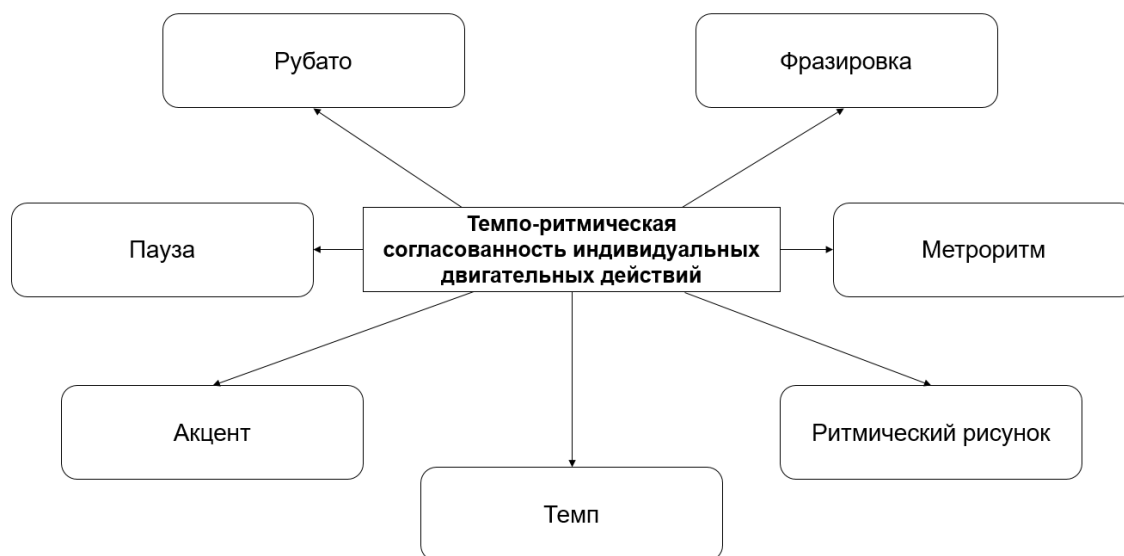 Рубато
Фразировка
Темпо-ритмическая
согласованность индивидуальных
двигательных действий
Пауза
Метроритм
Акцент
Ритмический рисунок
Темп